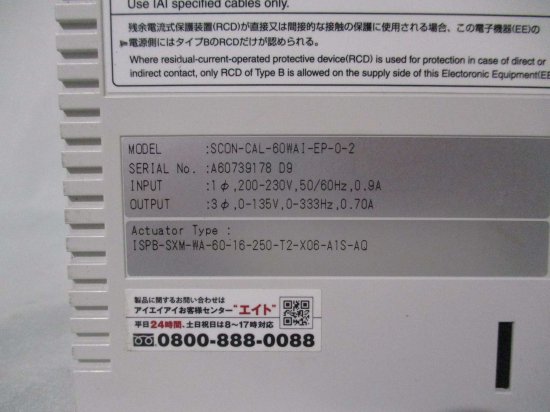 Use IAI specified cables only.
残余電流式保護装置(RCD)が直接又は間接的な接触の保護に使用される場合、この電子機器(EE)の
電源側にはタイプBのRCDだけが認められる。
Where residual-current-operated protective device(RCD) is used for protection in case of direct or
indirect contact, only RCD of Type B is allowed on the supply side of this Electoronic Equipment(EE
MODEL :SCON-CAL-60WAI-EP-0-2
SERIAL No. :A60739178 D9
INPUT :1φ,200-230V,50/60Hz,0.9A
OUTPUT :3φ,0-135V,0-333Hz,0.70A
Actuator Type :
ISPB-SXM-WA-60-16-250-T2-X06-A1S-AQ
製品に関するお問い合わせは
アイエイアイお客様センター"エイト"
平日24時間、土日祝日は8～17時対応
0800-888-0088